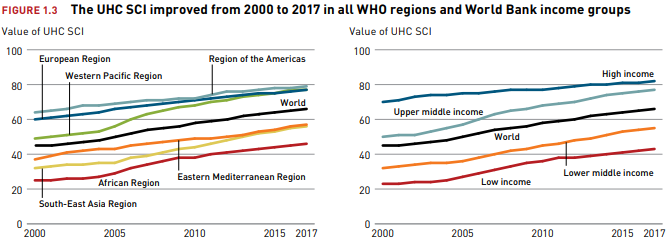 FIGURE 1.3 The UHC SCI improved from 2000 to 2017 in all WHO regions and World Bank income groups
Value of UHC SCI
100
80
60
40
20
0
European Region
Western Pacific Region
Region of the Americas
World
African Region
Eastern Mediterranean Region
South-East Asia Region
2000
2005
2010
2015
2017
Value of UHC SCI
100
80
60
40
20
0
High income
Upper middle income
World
Lower middle income
Low income
2000
2005
2010
2015
2017